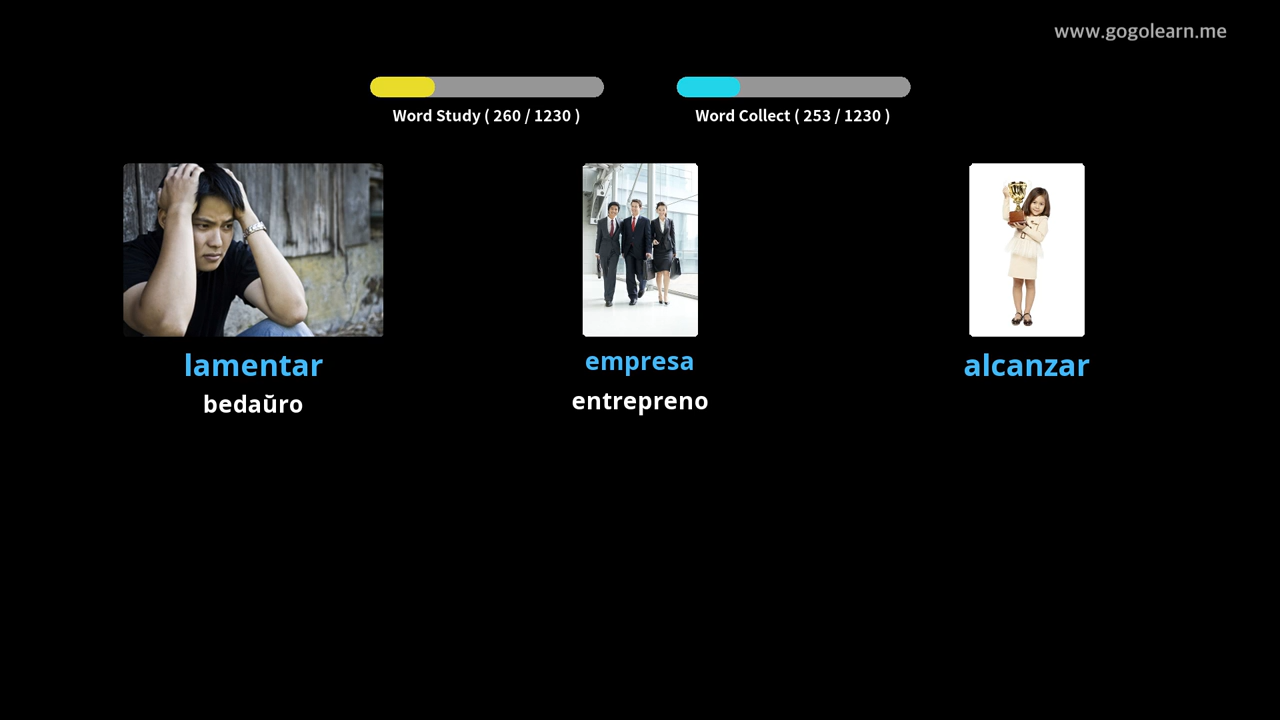 www.gogolearn.me
Word Study ( 260 / 1230 )
Word Collect ( 253 / 1230 )
lamentar
bedaŭro
empresa
entrepreno
alcanzar